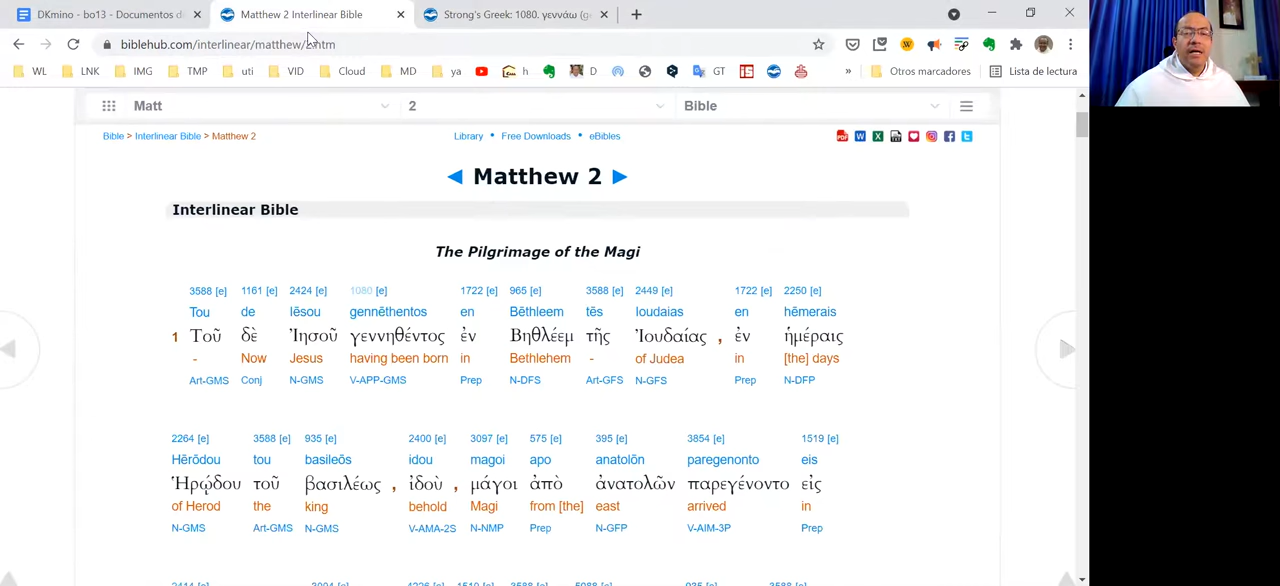 DKmino - bo13 - Documentos d
Matthew 2 Interlinear Bible
Strong's Greek: 1080. γεννάω (g
biblehub.com/interlinear/matthew/2.htm
WL LNK IMG TMP uti VID Cloud MD ya h D GT » Otros marcadores Lista de lectura
Matt 2 Bible
Bible > Interlinear Bible > Matthew 2 Library • Free Downloads • eBibles
◄ Matthew 2 ►
Interlinear Bible
The Pilgrimage of the Magi
3588 [e] 1161 [e] 2424 [e] 1080 [e] 1722 [e] 965 [e] 3588 [e] 2449 [e] 1722 [e] 2250 [e]
Tou de Iēsou gennēthentos en Bēthleem tēs Ioudaias en hēmerais
1 Τοῦ δὲ Ἰησοῦ γεννηθέντος ἐν Βηθλέεμ τῆς Ἰουδαίας , ἐν ἡμέραις
- Now Jesus having been born in Bethlehem - of Judea in [the] days
Art-GMS Conj N-GMS V-APP-GMS Prep N-DFS Art-GFS N-GFS Prep N-DFP
2264 [e] 3588 [e] 935 [e] 2400 [e] 3097 [e] 575 [e] 395 [e] 3854 [e] 1519 [e]
Hērōdou tou basileōs idou magoi apo anatolōn paregenonto eis
Ἡρῴδου τοῦ βασιλέως , ἰδοὺ , μάγοι ἀπὸ ἀνατολῶν παρεγένοντο εἰς
of Herod the king behold Magi from [the] east arrived in
N-GMS Art-GMS N-GMS V-AMA-2S N-NMP Prep N-GFP V-AIM-3P Prep